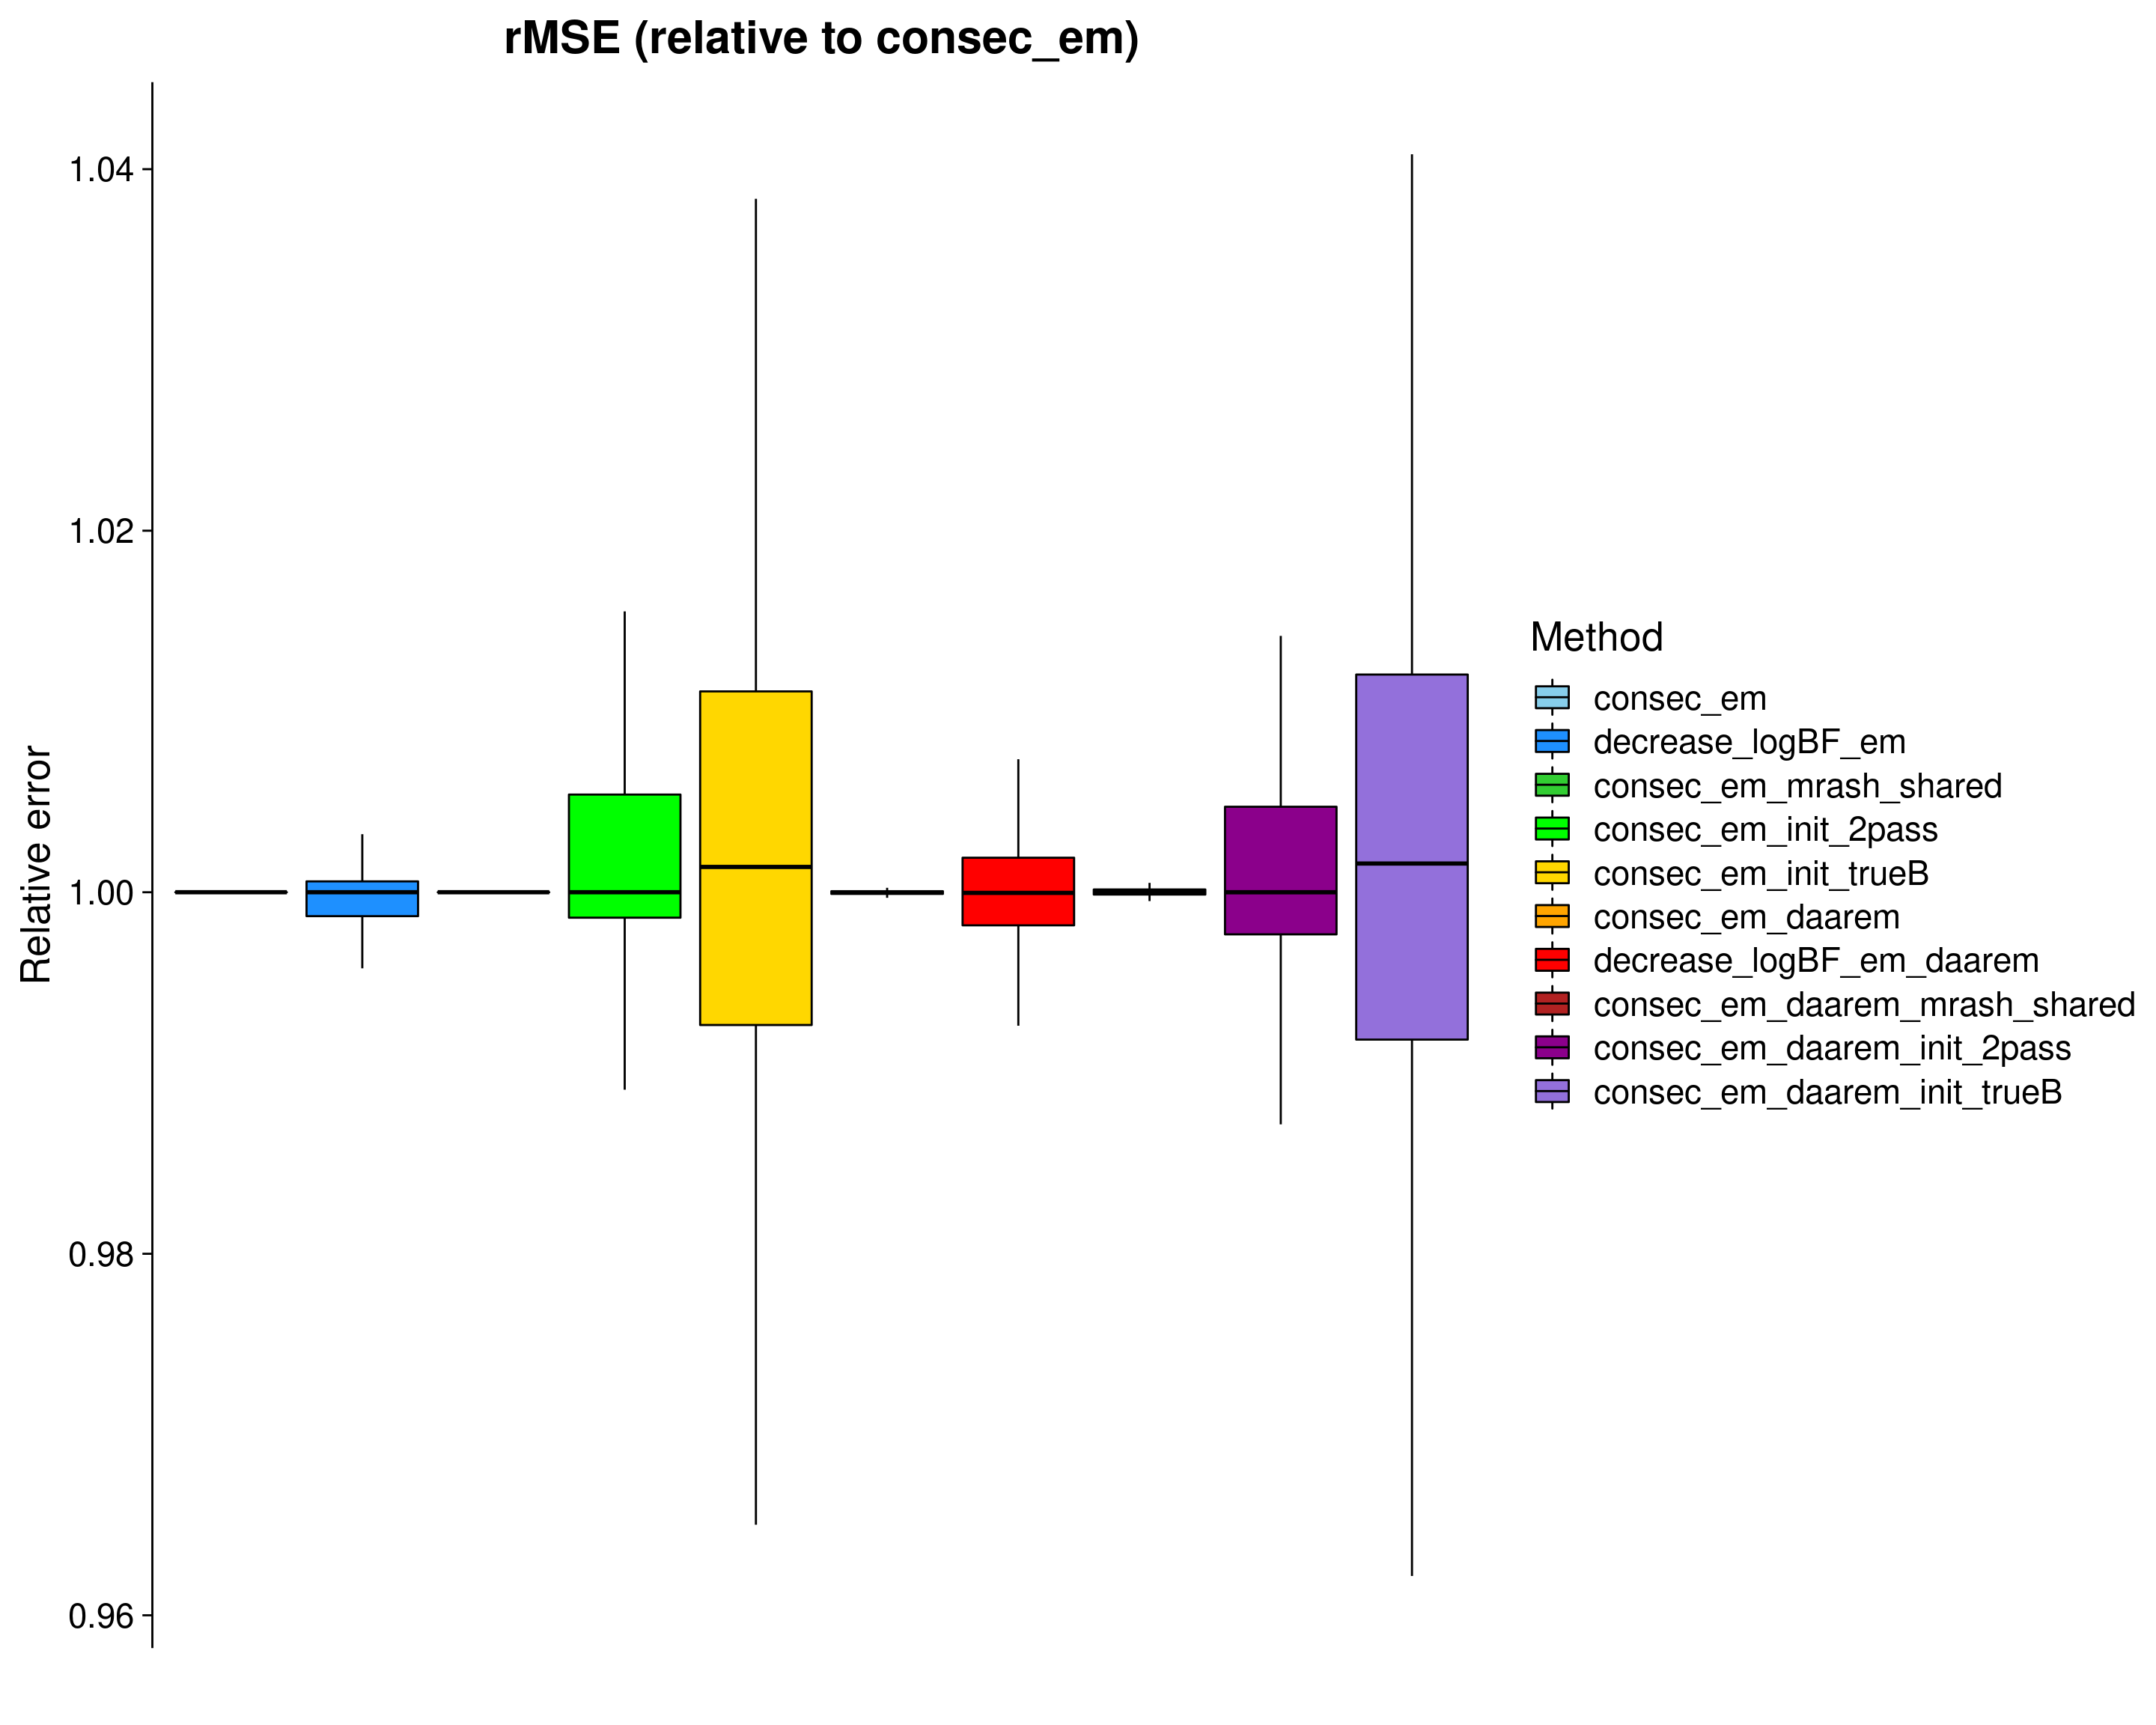 rMSE (relative to consec_em)
Relative error
1.04
1.02
1.00
0.98
0.96
Method
consec_em
decrease_logBF_em
consec_em_mrash_shared
consec_em_init_2pass
consec_em_init_trueB
consec_em_daarem
decrease_logBF_em_daarem
consec_em_daarem_mrash_shared
consec_em_daarem_init_2pass
consec_em_daarem_init_trueB